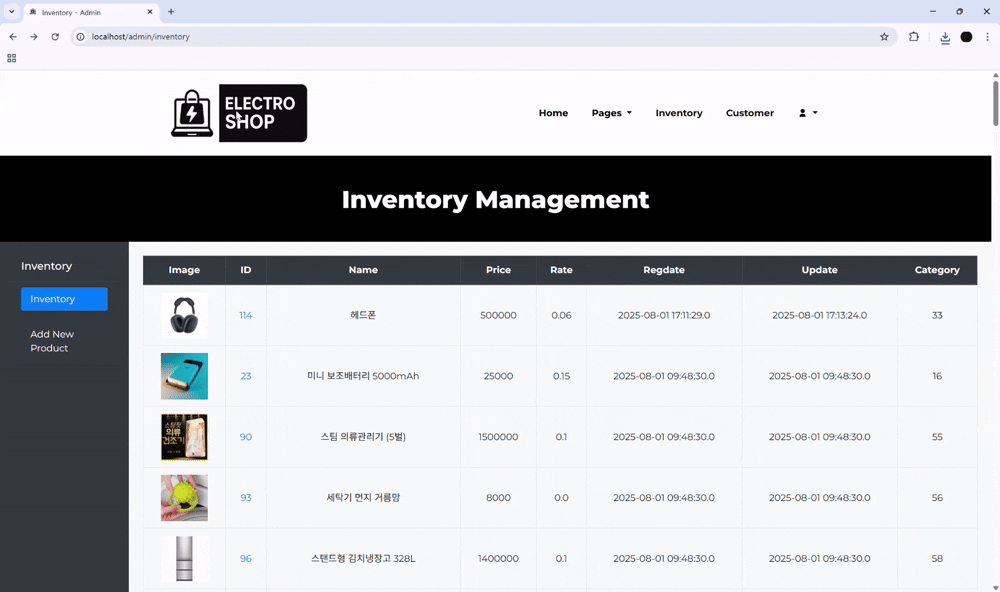 Inventory - Admin
localhost/admin/inventory
ELECTRO
SHOP
Home Pages Inventory Customer
Inventory Management
Inventory
Inventory
Add New
Product
Image ID Name Price Rate Regdate Update Category
114 헤드폰 500000 0.06 2025-08-01 17:11:29.0 2025-08-01 17:13:24.0 33
23 미니 보조배터리 5000mAh 25000 0.15 2025-08-01 09:48:30.0 2025-08-01 09:48:30.0 16
의류
건조기
90 스팀 의류관리기 (5벌) 1500000 0.1 2025-08-01 09:48:30.0 2025-08-01 09:48:30.0 55
93 세탁기 먼지 거름망 8000 0.0 2025-08-01 09:48:30.0 2025-08-01 09:48:30.0 56
96 스탠드형 김치냉장고 328L 1400000 0.1 2025-08-01 09:48:30.0 2025-08-01 09:48:30.0 58